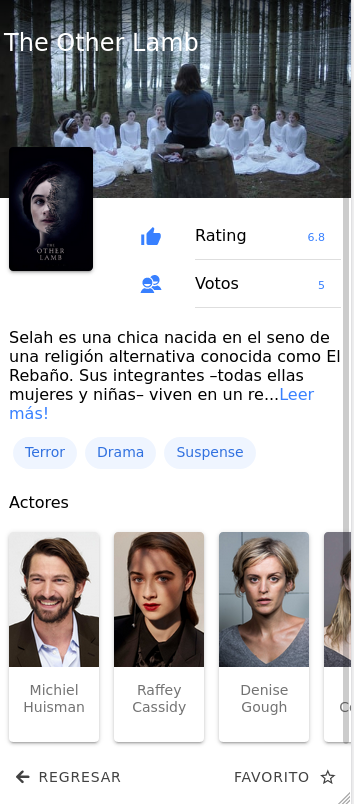 The Other Lamb
THE
OTHER
LAMB
Rating
6.8
Votos
5
Selah es una chica nacida en el seno de
una religión alternativa conocida como El
Rebaño. Sus integrantes –todas ellas
mujeres y niñas– viven en un re...Leer
más!
Terror
Drama
Suspense
Actores
Michiel
Huisman
Raffey
Cassidy
Denise
Gough
REGRESAR
FAVORITO